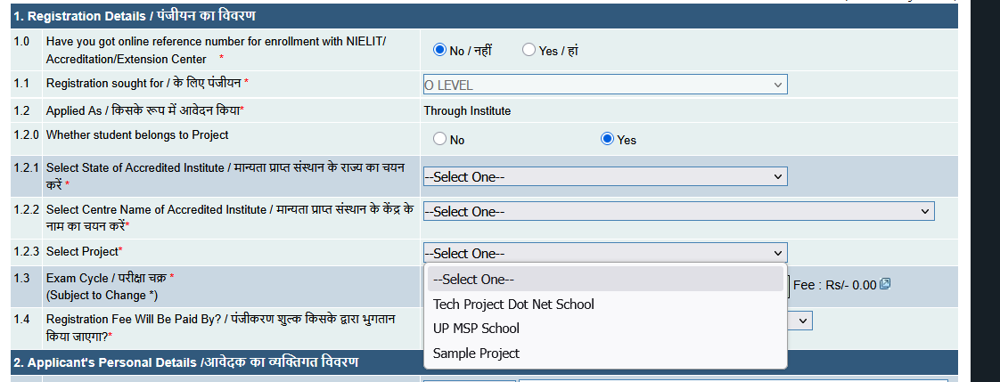 1. Registration Details / पंजीयन का विवरण
1.0 Have you got online reference number for enrollment with NIELIT/
Accreditation/Extension Center *
No / नहीं Yes / हां
1.1 Registration sought for / के लिए पंजीयन * O LEVEL
1.2 Applied As / किसके रूप में आवेदन किया* Through Institute
1.2.0 Whether student belongs to Project No Yes
1.2.1 Select State of Accredited Institute / मान्यता प्राप्त संस्थान के राज्य का चयन
करें *
--Select One--
1.2.2 Select Centre Name of Accredited Institute / मान्यता प्राप्त संस्थान के केंद्र के
नाम का चयन करें*
--Select One--
1.2.3 Select Project* --Select One--
--Select One--
Tech Project Dot Net School
UP MSP School
Sample Project
1.3 Exam Cycle / परीक्षा चक्र *
(Subject to Change *)
Fee : Rs/- 0.00
1.4 Registration Fee Will Be Paid By? / पंजीकरण शुल्क किसके द्वारा भुगतान
किया जाएगा?*
2. Applicant's Personal Details /आवेदक का व्यक्तिगत विवरण